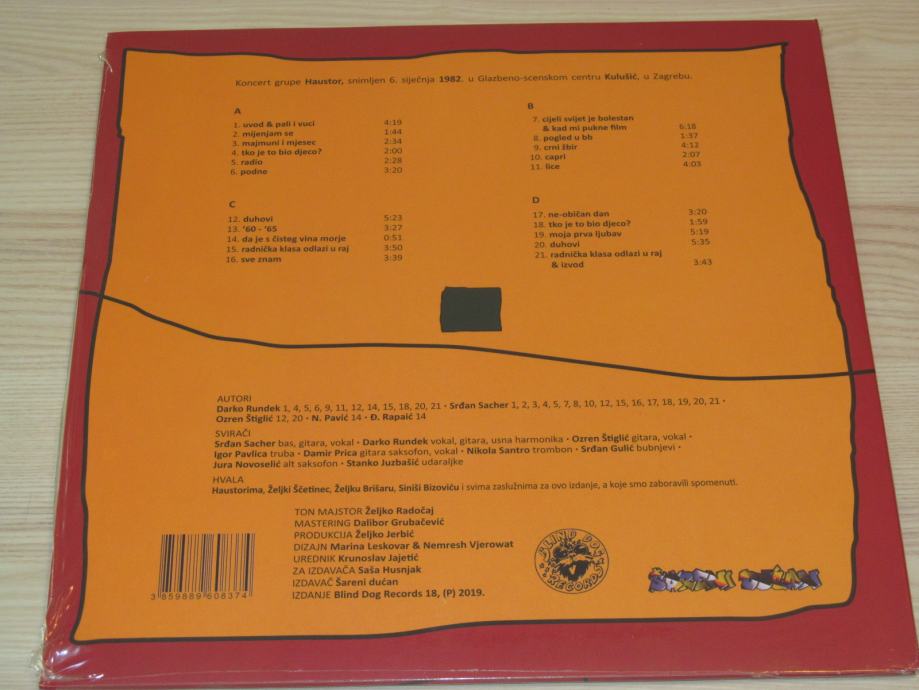 Koncert grupe Haustor, snimljen 6. siječnja 1982. u Glazbeno-scenskom centru Kulušić, u Zagrebu.
A
1. uvod & pali i vuci 4:19
2. mijenjam se 1:44
3. majmuni i mjesec 2:34
4. tko je to bio djeco? 2:00
5. radio 2:28
6. podne 3:20
B
7. cijeli svijet je bolestan
& kad mi pukne film 6:18
8. pogled u bb 1:37
9. crni žbir 4:12
10. capri 2:07
11. lice 4:03
C
12. duhovi 5:23
13. '60 - '65 3:27
14. da je s čisteg vina morje 0:51
15. radnička klasa odlazi u raj 3:50
16. sve znam 3:39
D
17. ne-običan dan 3:20
18. tko je to bio djeco? 1:59
19. moja prva ljubav 5:19
20. duhovi 5:35
21. radnička klasa odlazi u raj
& izvod 3:43
AUTORI
Darko Rundek 1, 4, 5, 6, 9, 11, 12, 14, 15, 18, 20, 21 • Srđan Sacher 1, 2, 3, 4, 5, 7, 8, 10, 12, 15, 16, 17, 18, 19, 20, 21 •
Ozren Štiglić 12, 20 • N. Pavić 14 • Đ. Rapaić 14
SVIRAČI
Srđan Sacher bas, gitara, vokal • Darko Rundek vokal, gitara, usna harmonika • Ozren Štiglić gitara, vokal •
Igor Pavlica truba • Damir Prica gitara saksofon, vokal • Nikola Santro trombon • Srđan Gulić bubnjevi •
Jura Novoselić alt saksofon • Stanko Juzbašić udaraljke
HVALA
Haustorima, Željki Ščetinec, Željku Brišaru, Siniši Bizoviću i svima zaslužnima za ovo izdanje, a koje smo zaboravili spomenuti.
TON MAJSTOR Željko Radočaj
MASTERING Dalibor Grubačević
PRODUKCIJA Željko Jerbić
DIZAJN Marina Leskovar & Nemresh Vjerowat
UREDNIK Krunoslav Jajetić
ZA IZDAVAČA Saša Husnjak
IZDAVAČ Šareni dućan
IZDANJE Blind Dog Records 18, (P) 2019.
3 859889 608374
BLIND DOG
RECORDS
ŠARENI DUĆAN